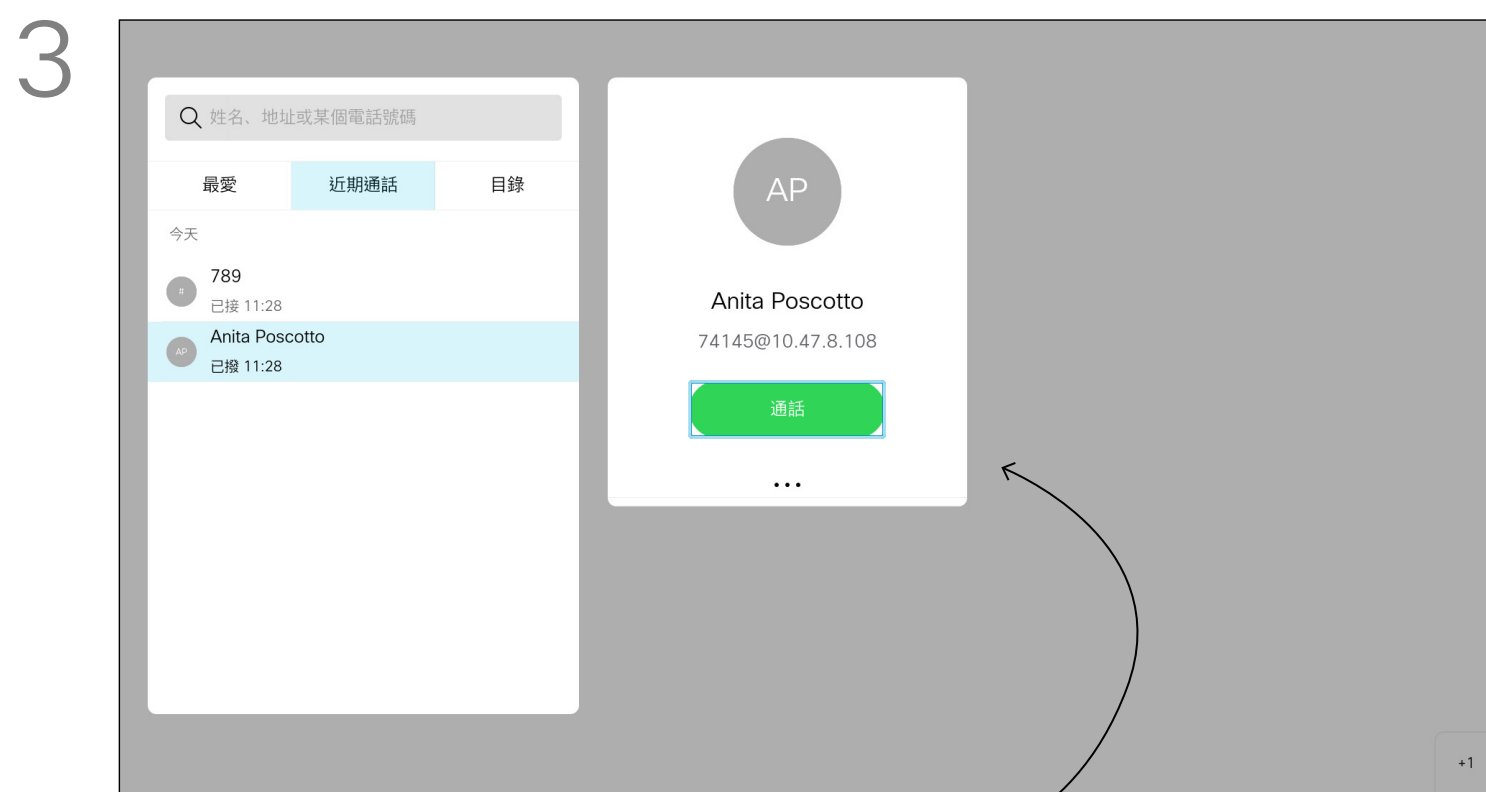 3
姓名、地址或某個電話號碼
最愛 近期通話 目錄
今天
#
789
已接 11:28
AP
Anita Poscotto
已撥 11:28
AP
Anita Poscotto
74145@10.47.8.108
通話
...
+1